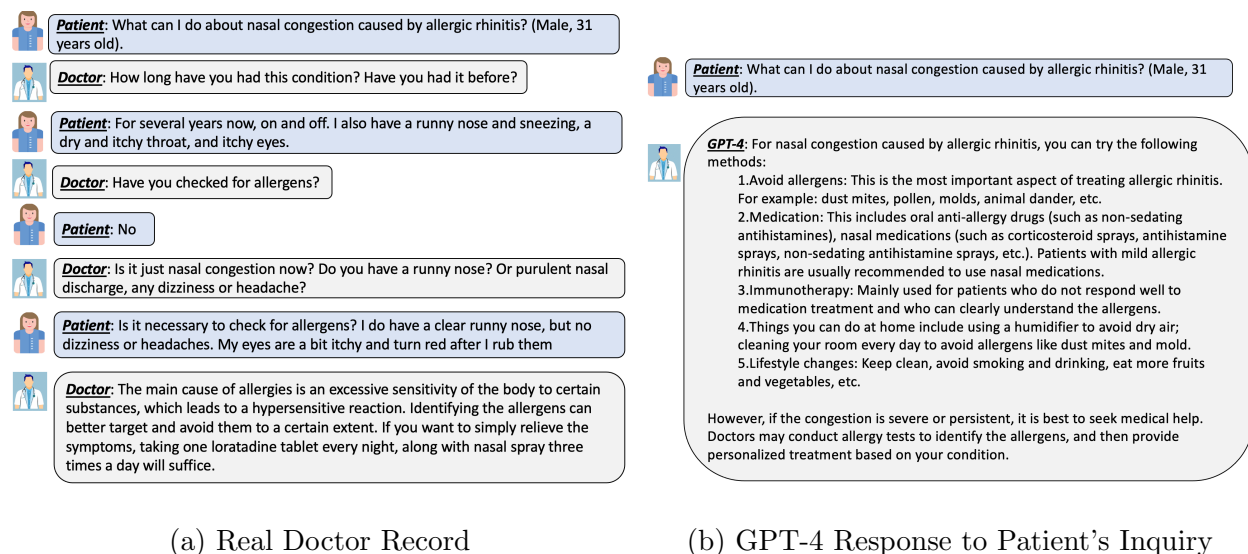 Patient: What can I do about nasal congestion caused by allergic rhinitis? (Male, 31
years old).
Doctor: How long have you had this condition? Have you had it before?
Patient: For several years now, on and off. I also have a runny nose and sneezing, a
dry and itchy throat, and itchy eyes.
Doctor: Have you checked for allergens?
Patient: No
Doctor: Is it just nasal congestion now? Do you have a runny nose? Or purulent nasal
discharge, any dizziness or headache?
Patient: Is it necessary to check for allergens? I do have a clear runny nose, but no
dizziness or headaches. My eyes are a bit itchy and turn red after I rub them
Doctor: The main cause of allergies is an excessive sensitivity of the body to certain
substances, which leads to a hypersensitive reaction. Identifying the allergens can
better target and avoid them to a certain extent. If you want to simply relieve the
symptoms, taking one loratadine tablet every night, along with nasal spray three
times a day will suffice.
(a) Real Doctor Record
Patient: What can I do about nasal congestion caused by allergic rhinitis? (Male, 31
years old).
GPT-4: For nasal congestion caused by allergic rhinitis, you can try the following
methods:
1.Avoid allergens: This is the most important aspect of treating allergic rhinitis.
For example: dust mites, pollen, molds, animal dander, etc.
2.Medication: This includes oral anti-allergy drugs (such as non-sedating
antihistamines), nasal medications (such as corticosteroid sprays, antihistamine
sprays, non-sedating antihistamine sprays, etc.). Patients with mild allergic
rhinitis are usually recommended to use nasal medications.
3.Immunotherapy: Mainly used for patients who do not respond well to
medication treatment and who can clearly understand the allergens.
4.Things you can do at home include using a humidifier to avoid dry air;
cleaning your room every day to avoid allergens like dust mites and mold.
5.Lifestyle changes: Keep clean, avoid smoking and drinking, eat more fruits
and vegetables, etc.
However, if the congestion is severe or persistent, it is best to seek medical help.
Doctors may conduct allergy tests to identify the allergens, and then provide
personalized treatment based on your condition.
(b) GPT-4 Response to Patient's Inquiry